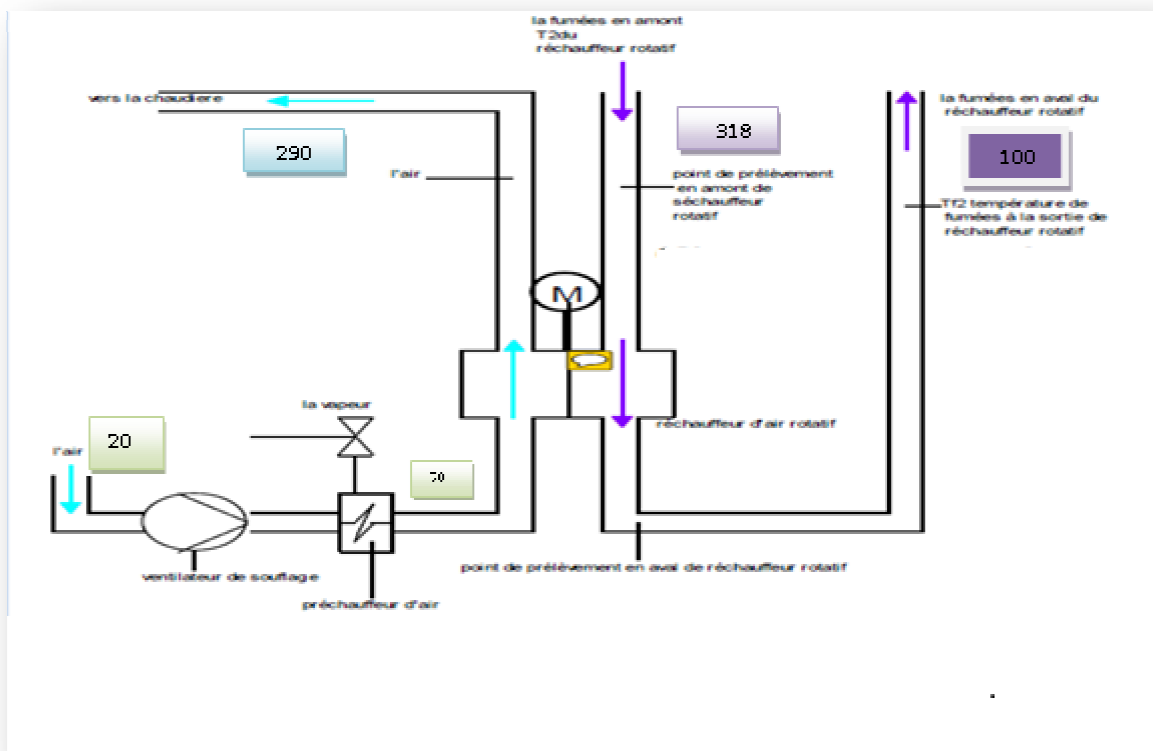 la fumées en amont
T2du
réchauffeur rotatif
vers la chaudiere
la fumées en aval du
réchauffeur rotatif
318
290
100
l'air
point de prélèvement
en amont de
séchauffeur
rotatif
Tf2 température de
fumées à la sortie de
réchauffeur rotatif
M
la vapeur
réchauffeur d'air rotatif
l'air
20
ventilateur de souflage
point de prélèvement en aval de réchauffeur rotatif
préchauffeur d'air